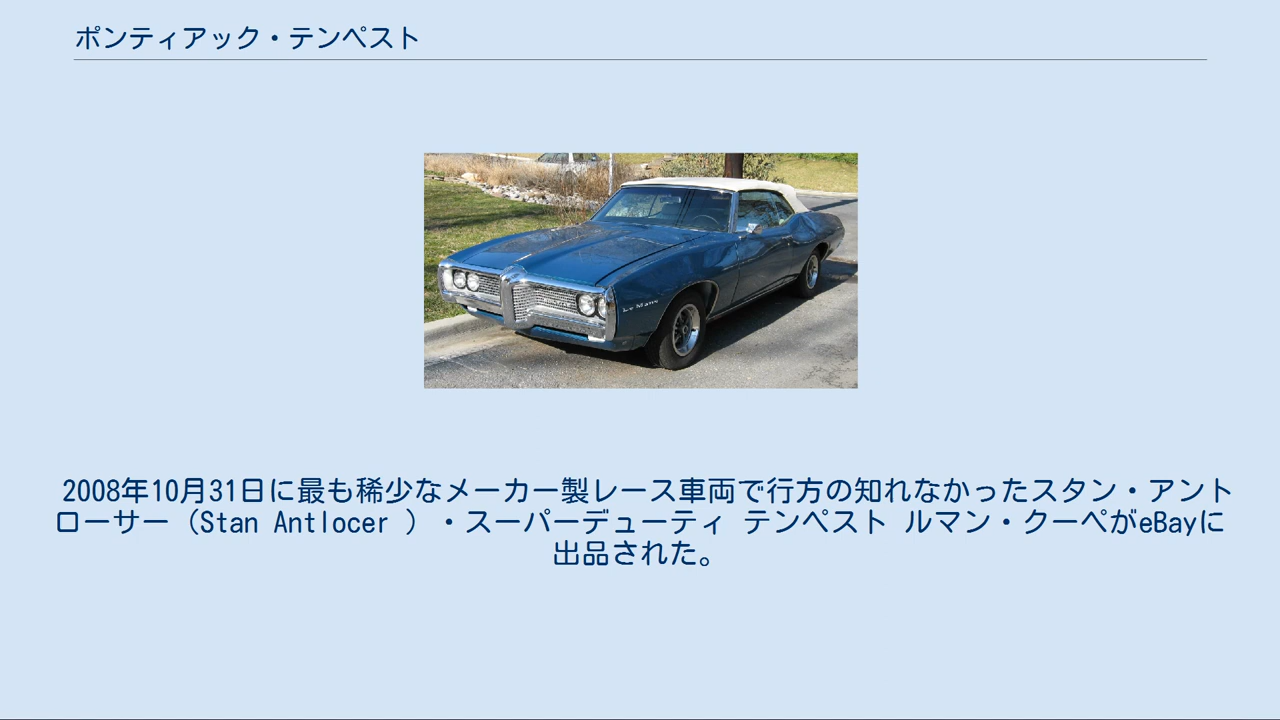 ポンティアック・テンペスト
Le Mans
2008年10月31日に最も稀少なメーカー製レース車両で行方の知れなかったスタン・アント
ローサー（Stan Antlocer ）・スーパーデューティ テンペスト ルマン・クーペがeBayに
出品された。